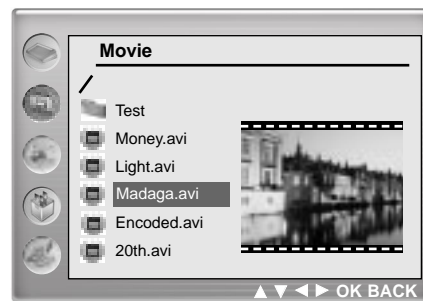 Movie
/
Test
Money.avi
Light.avi
Madaga.avi
Encoded.avi
20th.avi
▲ ▼ ◄ ► OK BACK